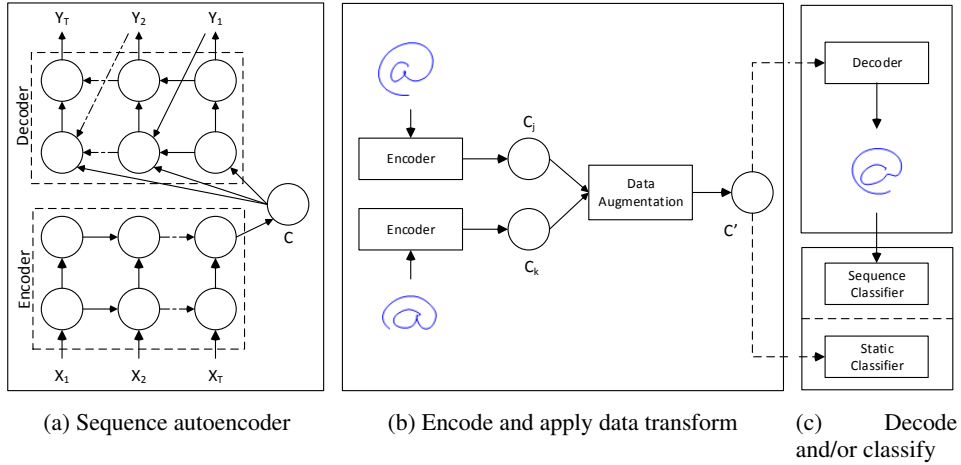 Y_T Y_2 Y_1
Decoder
C
Encoder
X_1 X_2 X_T
(a) Sequence autoencoder
Encoder
C_j
Encoder
C_k
Data
Augmentation
C'
(b) Encode and apply data transform
Decoder
Sequence
Classifier
Static
Classifier
(c) Decode
and/or classify